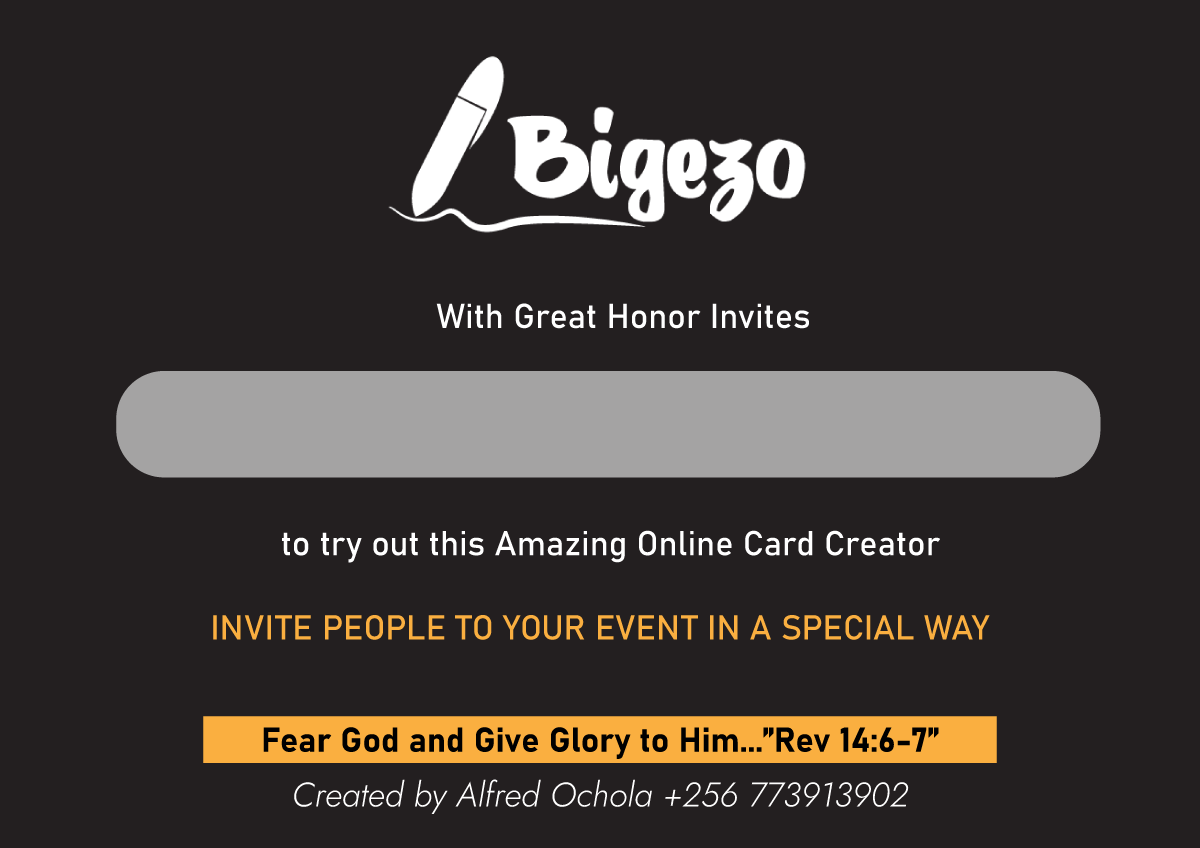 Bigezo
With Great Honor Invites
to try out this Amazing Online Card Creator
INVITE PEOPLE TO YOUR EVENT IN A SPECIAL WAY
Fear God and Give Glory to Him...”Rev 14:6-7”
Created by Alfred Ochola +256 773913902